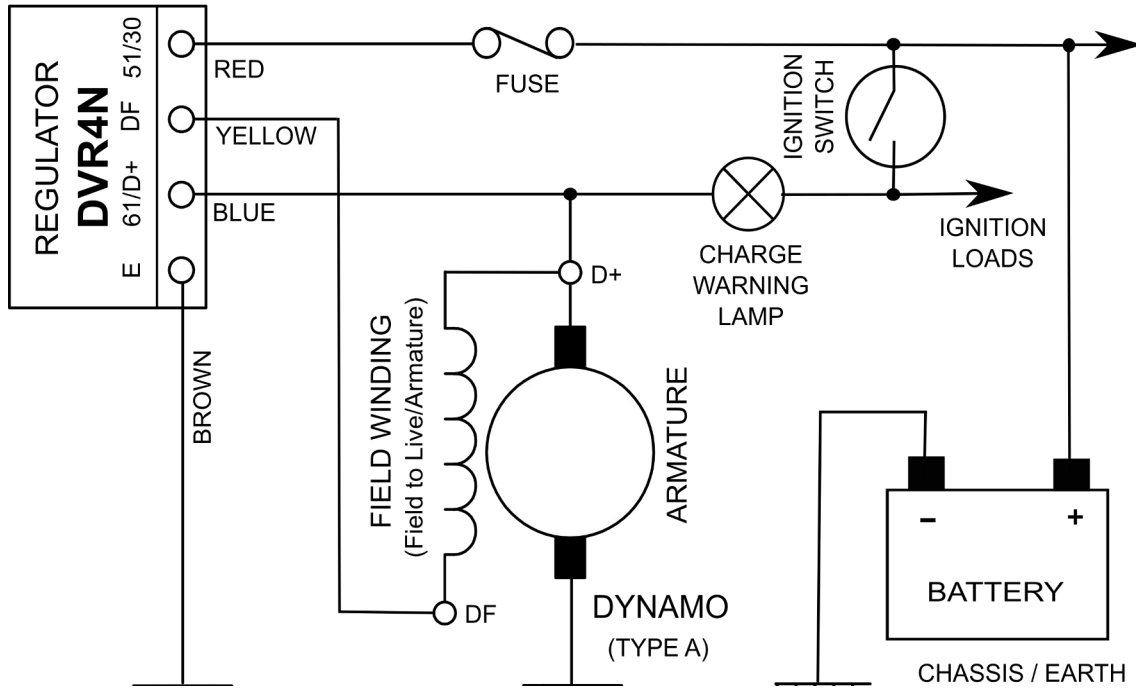 REGULATOR
DVR4N
51/30
DF
61/D+
E
RED
YELLOW
BLUE
BROWN
FUSE
IGNITION
SWITCH
IGNITION
LOADS
CHARGE
WARNING
LAMP
D+
FIELD WINDING
(Field to Live/Armature)
ARMATURE
DF
DYNAMO
(TYPE A)
- +
BATTERY
CHASSIS / EARTH